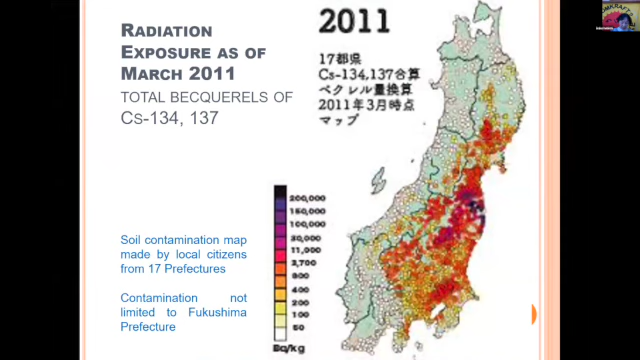 RADIATION
EXPOSURE AS OF
MARCH 2011
TOTAL BECQUERELS OF
CS-134, 137
Soil contamination map
made by local citizens
from 17 Prefectures
Contamination not
limited to Fukushima
Prefecture
2011
17都県
Cs-134,137合算
ベクレル量換算
2011年3月時点
マップ
200,000
150,000
100,000
30,000
11,000
2,700
800
400
200
100
50
Bq/kg